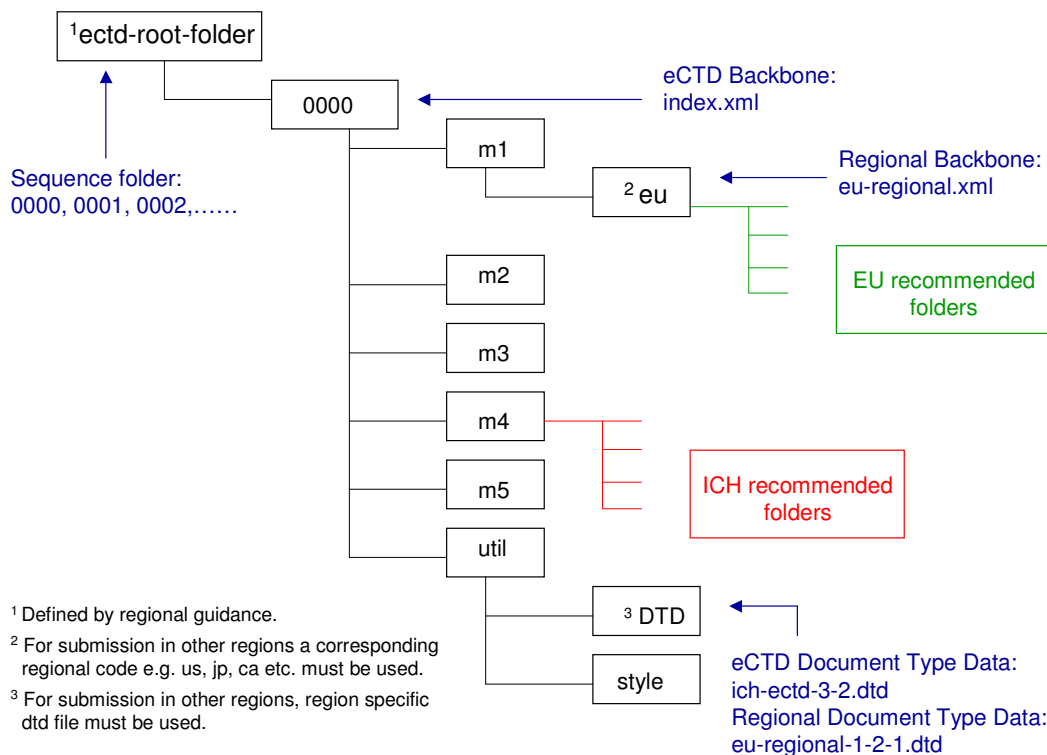 ¹ectd-root-folder
0000
eCTD Backbone:
index.xml
m1
Sequence folder:
0000, 0001, 0002,......
² eu
Regional Backbone:
eu-regional.xml
m2
EU recommended
folders
m3
m4
m5
ICH recommended
folders
util
³ DTD
style
¹ Defined by regional guidance.
² For submission in other regions a corresponding
regional code e.g. us, jp, ca etc. must be used.
³ For submission in other regions, region specific
dtd file must be used.
eCTD Document Type Data:
ich-ectd-3-2.dtd
Regional Document Type Data:
eu-regional-1-2-1.dtd